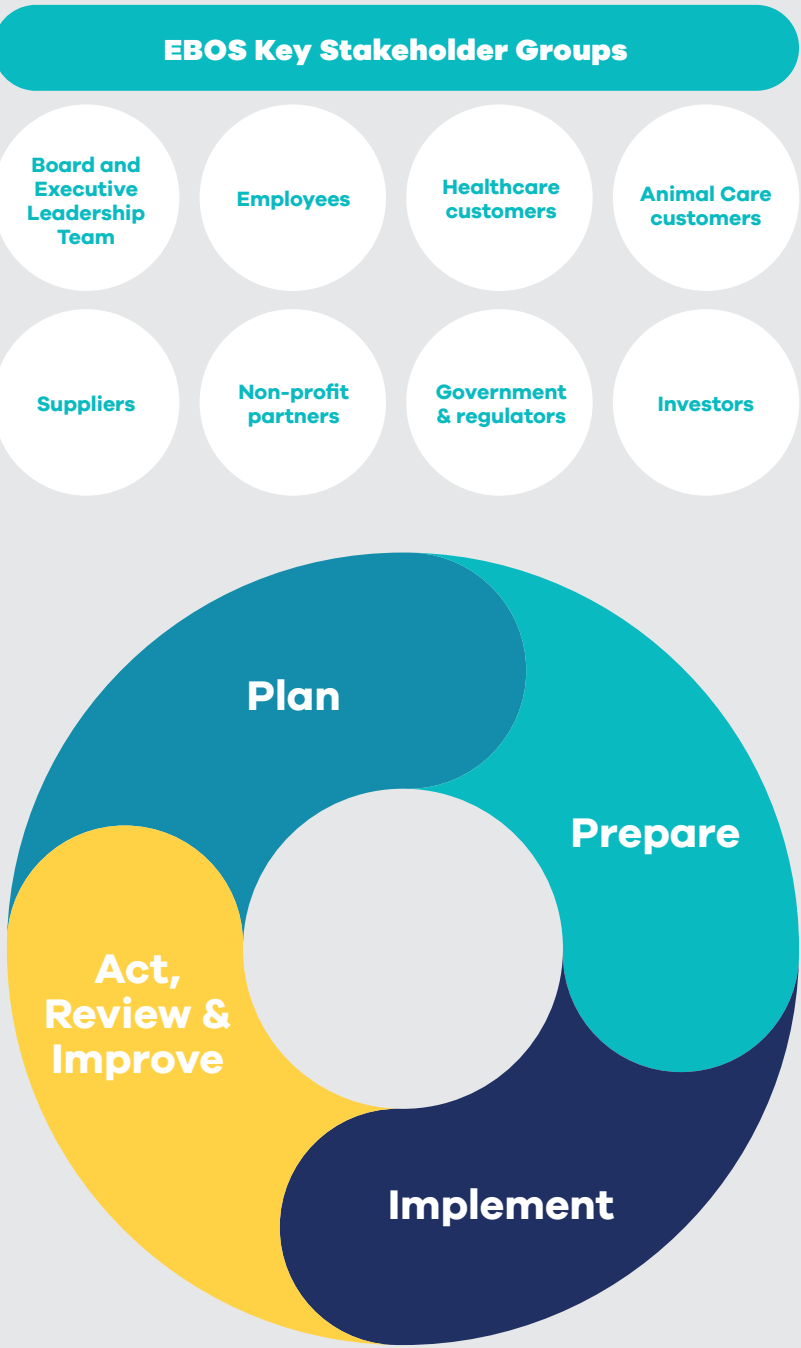 EBOS Key Stakeholder Groups
Board and
Executive
Leadership
Team
Employees
Healthcare
customers
Animal Care
customers
Suppliers
Non-profit
partners
Government
& regulators
Investors
Plan
Prepare
Act,
Review &
Improve
Implement